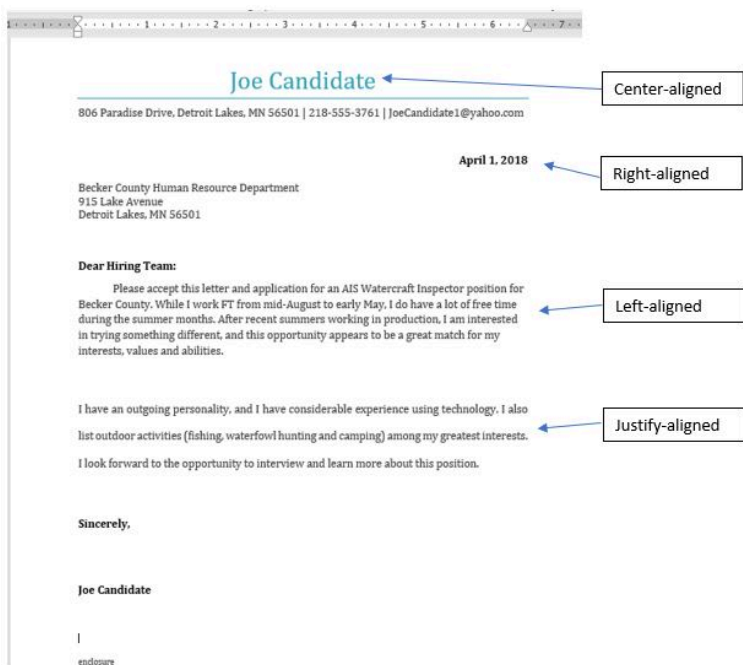 1 1 2 3 4 5 6 7
Joe Candidate
Center-aligned
806 Paradise Drive, Detroit Lakes, MN 56501 | 218-555-3761 | JoeCandidate1@yahoo.com
April 1, 2018
Right-aligned
Becker County Human Resource Department
915 Lake Avenue
Detroit Lakes, MN 56501
Dear Hiring Team:
Please accept this letter and application for an AIS Watercraft Inspector position for
Becker County. While I work FT from mid-August to early May, I do have a lot of free time
during the summer months. After recent summers working in production, I am interested
in trying something different, and this opportunity appears to be a great match for my
interests, values and abilities.
Left-aligned
I have an outgoing personality, and I have considerable experience using technology. I also
list outdoor activities (fishing, waterfowl hunting and camping) among my greatest interests.
I look forward to the opportunity to interview and learn more about this position.
Justify-aligned
Sincerely,
Joe Candidate
enclosure